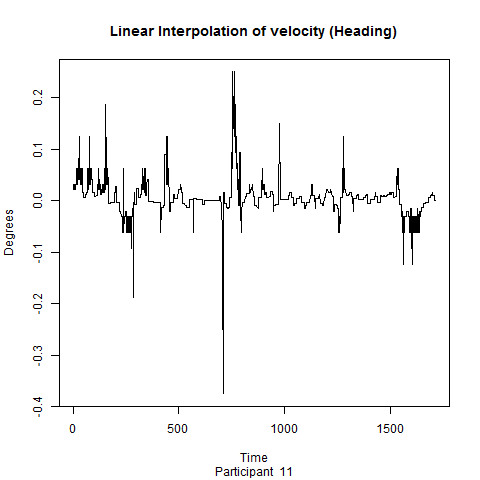 Linear Interpolation of velocity (Heading)
Degrees
0.2
0.1
0.0
-0.1
-0.2
-0.3
-0.4
0 500 1000 1500
Time
Participant 11